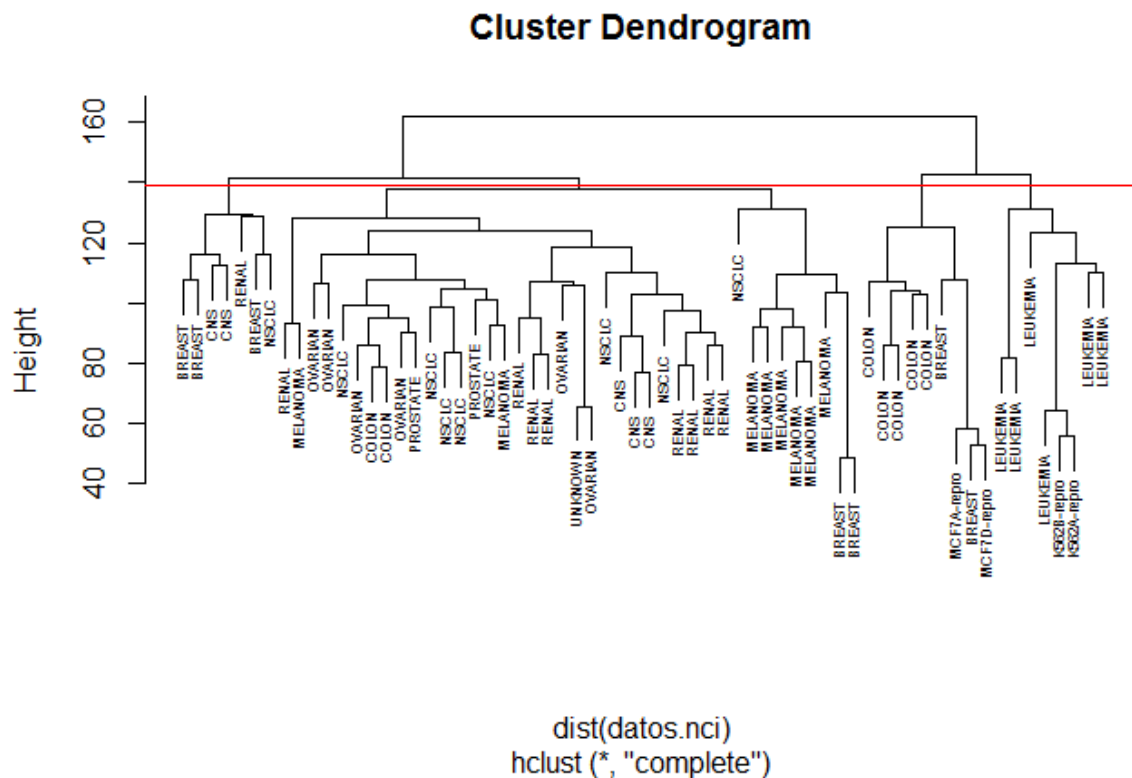 Cluster Dendrogram
Height
160
120
80
60
40
BREAST
BREAST
CNS
CNS
RENAL
BREAST
NSCLC
RENAL
MELANOMA
OVARIAN
OVARIAN
NSCLC
OVARIAN
COLON
COLON
OVARIAN
PROSTATE
NSCLC
NSCLC
NSCLC
PROSTATE
NSCLC
MELANOMA
RENAL
RENAL
RENAL
OVARIAN
UNKNOWN
OVARIAN
NSCLC
CNS
CNS
CNS
NSCLC
RENAL
RENAL
RENAL
RENAL
NSCLC
MELANOMA
MELANOMA
MELANOMA
MELANOMA
MELANOMA
MELANOMA
BREAST
BREAST
COLON
COLON
COLON
COLON
COLON
BREAST
MCF7A-repro
BREAST
MCF7D-repro
LEUKEMIA
LEUKEMIA
LEUKEMIA
LEUKEMIA
K562B-repro
K562A-repro
LEUKEMIA
LEUKEMIA
dist(datos.nci)
hclust (*, "complete")